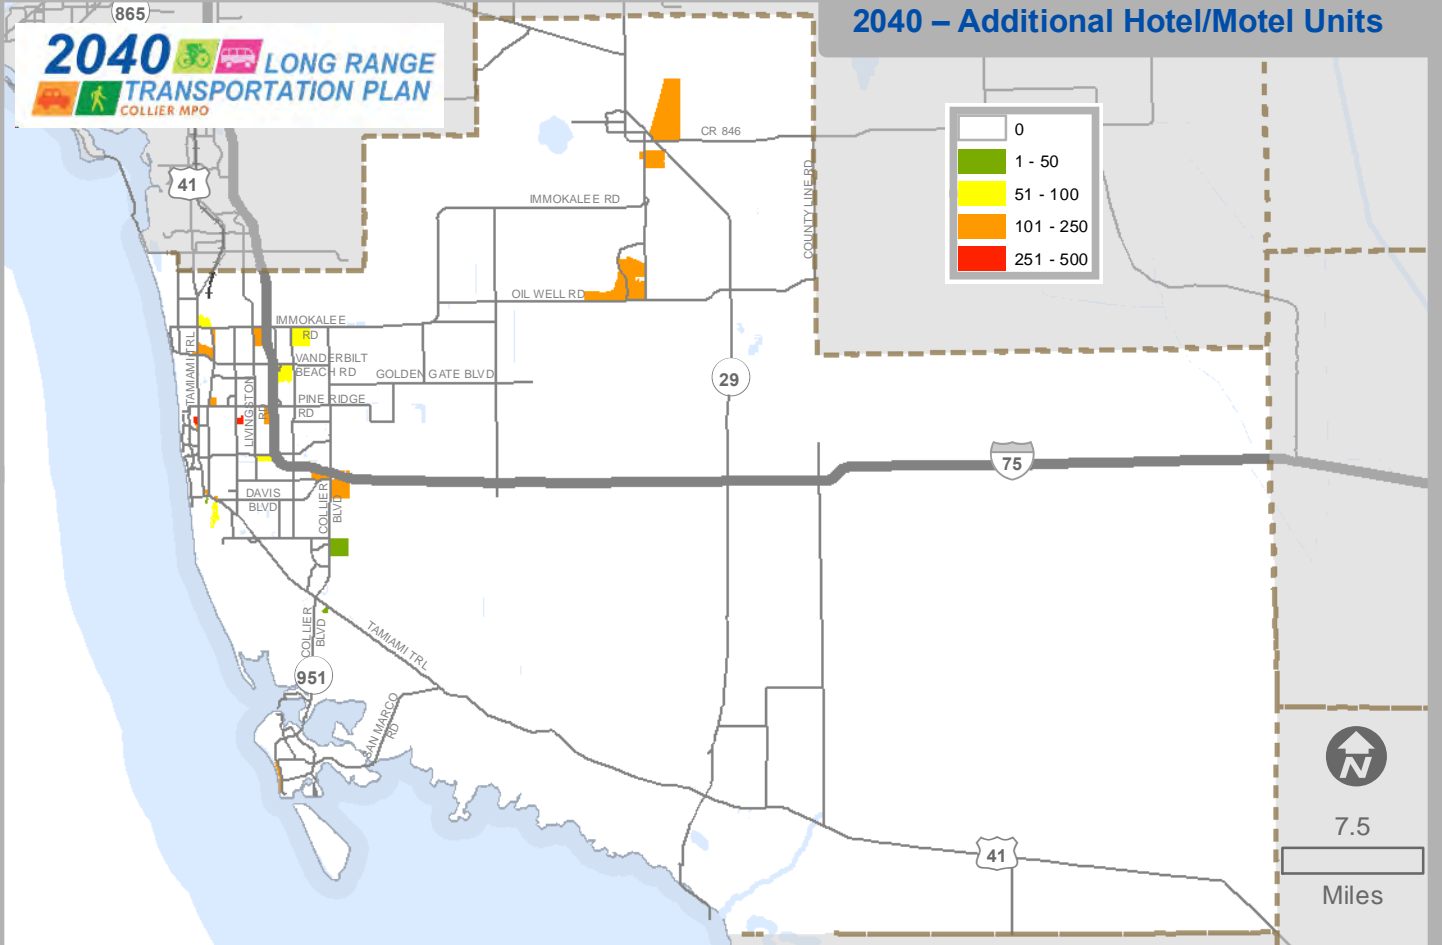 865
2040 – Additional Hotel/Motel Units
2040 LONG RANGE
TRANSPORTATION PLAN
COLLIER MPO
0
1 - 50
51 - 100
101 - 250
251 - 500
CR 846
41
COUNTY LINE RD
IMMOKALEE RD
OIL WELL RD
IMMOKALEE
RD
TAMIAMI TRL
VANDERBILT
BEACH RD
GOLDEN GATE BLVD
29
LIVINGSTON
RD
PINE RIDGE
RD
75
DAVIS
BLVD
COLLIER
BLVD
COLLIER
BLVD
TAMIAMI TRL
951
SAN MARCO
RD
41
N
7.5
Miles